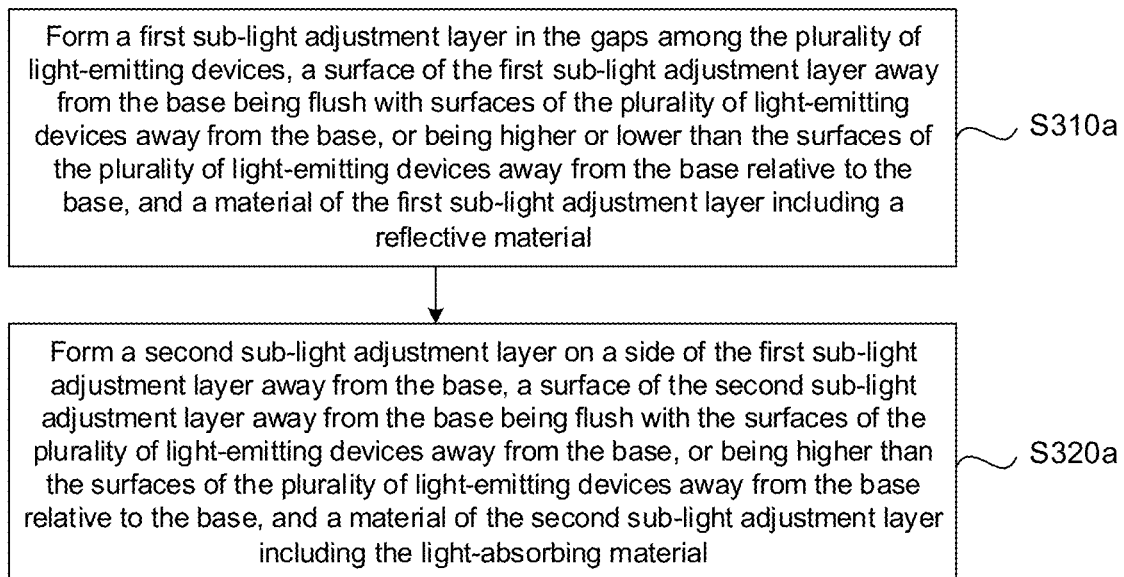 Form a first sub-light adjustment layer in the gaps among the plurality of
light-emitting devices, a surface of the first sub-light adjustment layer away
from the base being flush with surfaces of the plurality of light-emitting
devices away from the base, or being higher or lower than the surfaces of
the plurality of light-emitting devices away from the base relative to the
base, and a material of the first sub-light adjustment layer including a
reflective material
S310a
Form a second sub-light adjustment layer on a side of the first sub-light
adjustment layer away from the base, a surface of the second sub-light
adjustment layer away from the base being flush with the surfaces of the
plurality of light-emitting devices away from the base, or being higher than
the surfaces of the plurality of light-emitting devices away from the base
relative to the base, and a material of the second sub-light adjustment layer
including the light-absorbing material
S320a